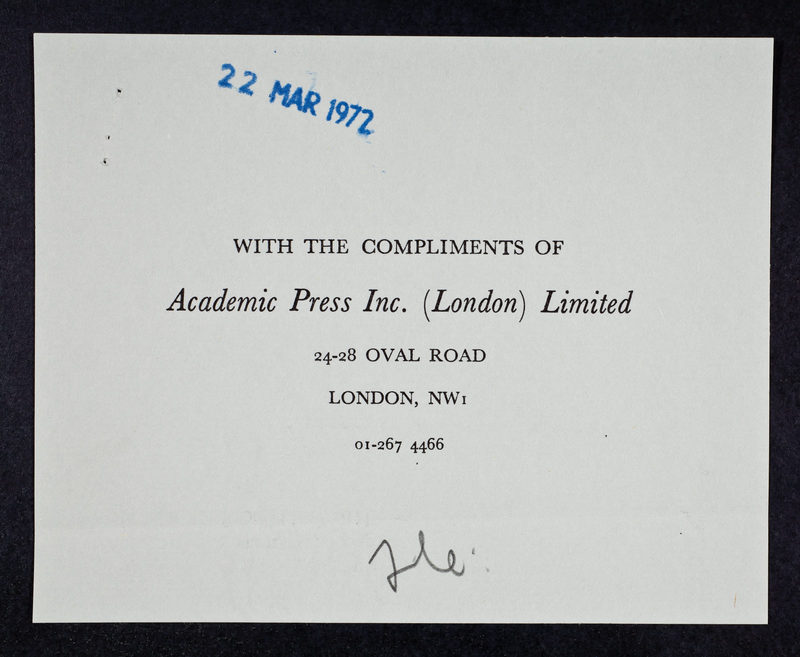 22 MAR 1972
WITH THE COMPLIMENTS OF
Academic Press Inc. (London) Limited
24-28 OVAL ROAD
LONDON, NW1
01-267 4466